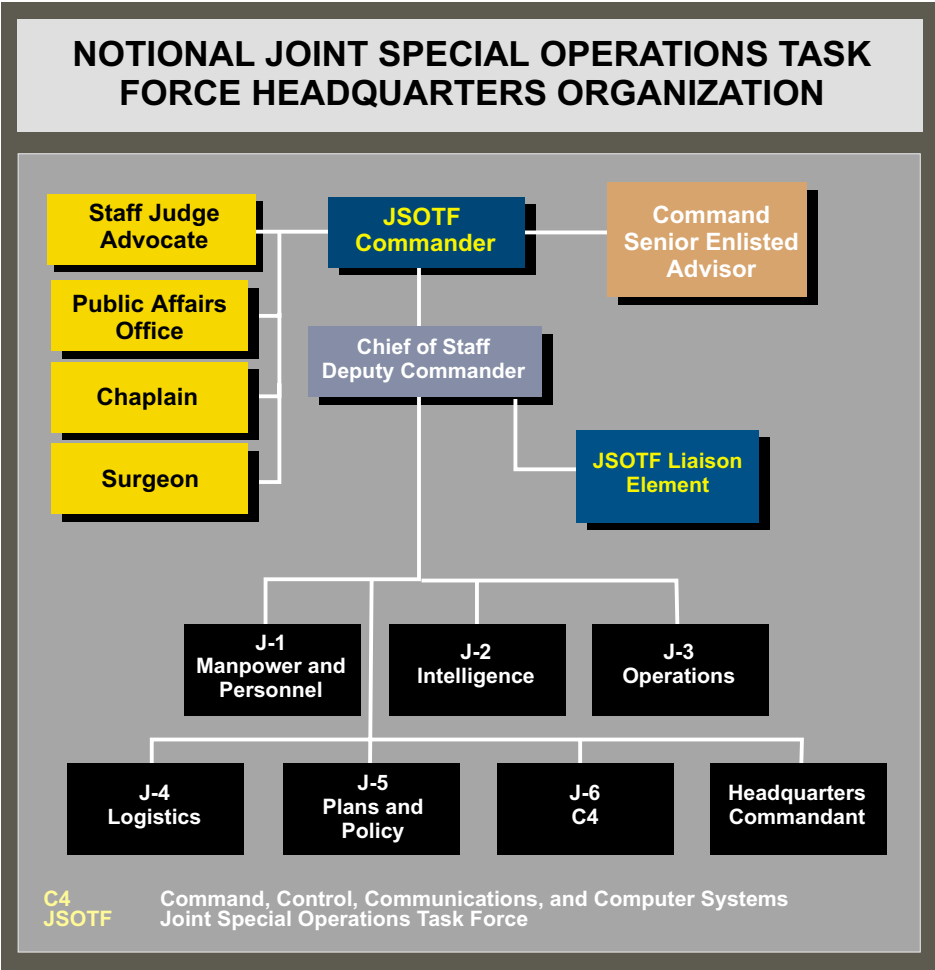 NOTIONAL JOINT SPECIAL OPERATIONS TASK
FORCE HEADQUARTERS ORGANIZATION
Staff Judge
Advocate
JSOTF
Commander
Command
Senior Enlisted
Advisor
Public Affairs
Office
Chief of Staff
Deputy Commander
Chaplain
Surgeon
JSOTF Liaison
Element
J-1
Manpower and
Personnel
J-2
Intelligence
J-3
Operations
J-4
Logistics
J-5
Plans and
Policy
J-6
C4
Headquarters
Commandant
C4 Command, Control, Communications, and Computer Systems
JSOTF Joint Special Operations Task Force